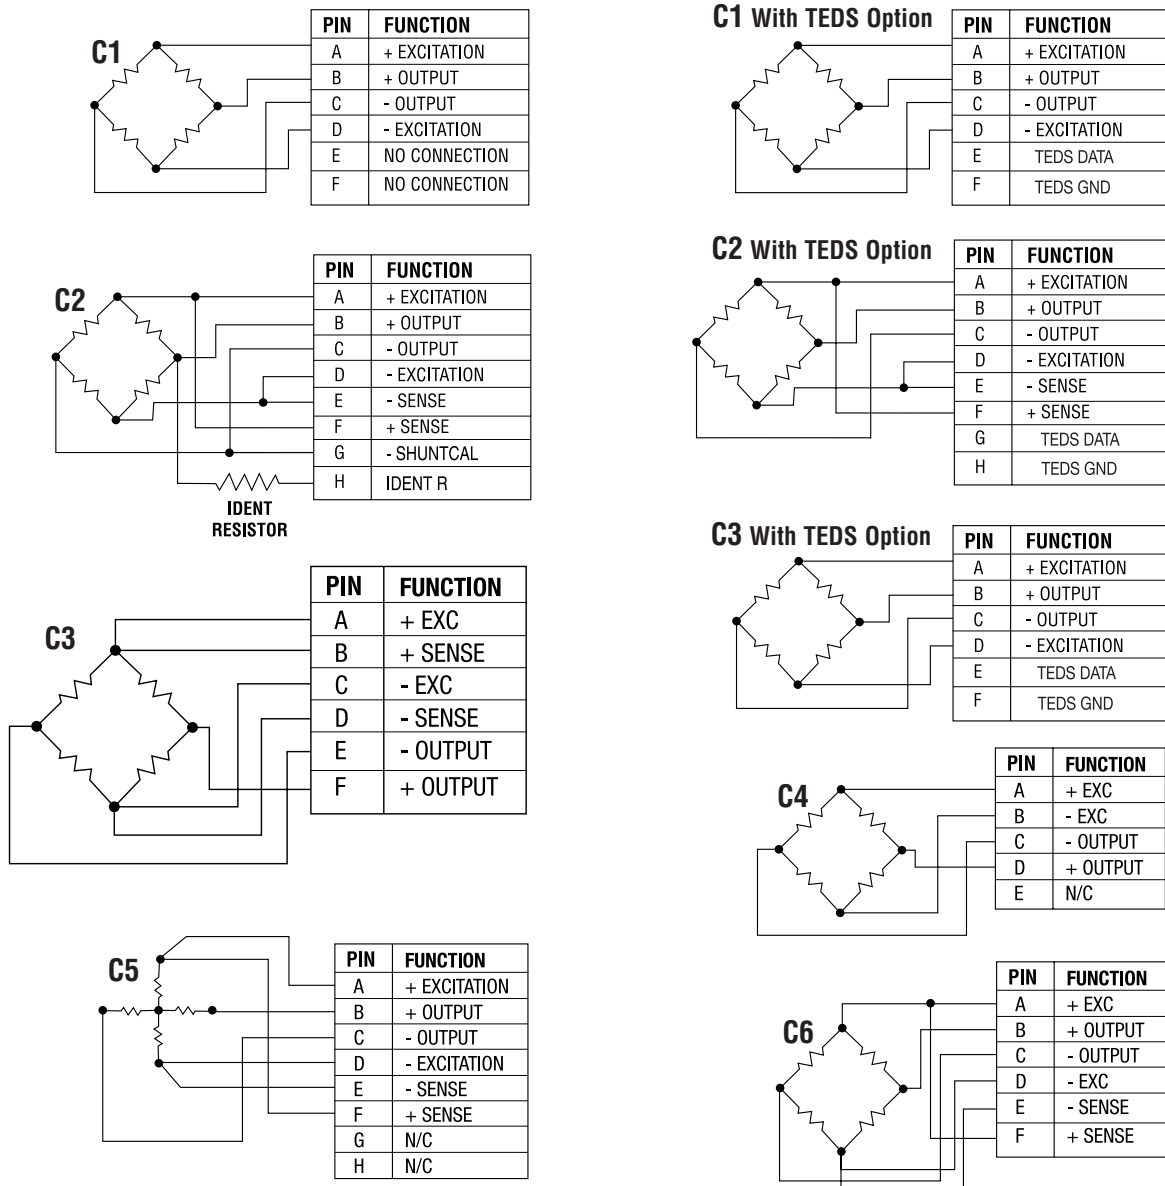 C1
PIN FUNCTION
A + EXCITATION
B + OUTPUT
C - OUTPUT
D - EXCITATION
E NO CONNECTION
F NO CONNECTION
C1 With TEDS Option
PIN FUNCTION
A + EXCITATION
B + OUTPUT
C - OUTPUT
D - EXCITATION
E TEDS DATA
F TEDS GND
C2
PIN FUNCTION
A + EXCITATION
B + OUTPUT
C - OUTPUT
D - EXCITATION
E - SENSE
F + SENSE
G - SHUNTCAL
H IDENT R
IDENT
RESISTOR
C2 With TEDS Option
PIN FUNCTION
A + EXCITATION
B + OUTPUT
C - OUTPUT
D - EXCITATION
E - SENSE
F + SENSE
G TEDS DATA
H TEDS GND
C3
PIN FUNCTION
A + EXC
B + SENSE
C - EXC
D - SENSE
E - OUTPUT
F + OUTPUT
C3 With TEDS Option
PIN FUNCTION
A + EXCITATION
B + OUTPUT
C - OUTPUT
D - EXCITATION
E TEDS DATA
F TEDS GND
C4
PIN FUNCTION
A + EXC
B - EXC
C - OUTPUT
D + OUTPUT
E N/C
C5
PIN FUNCTION
A + EXCITATION
B + OUTPUT
C - OUTPUT
D - EXCITATION
E - SENSE
F + SENSE
G N/C
H N/C
C6
PIN FUNCTION
A + EXC
B + OUTPUT
C - OUTPUT
D - EXC
E - SENSE
F + SENSE